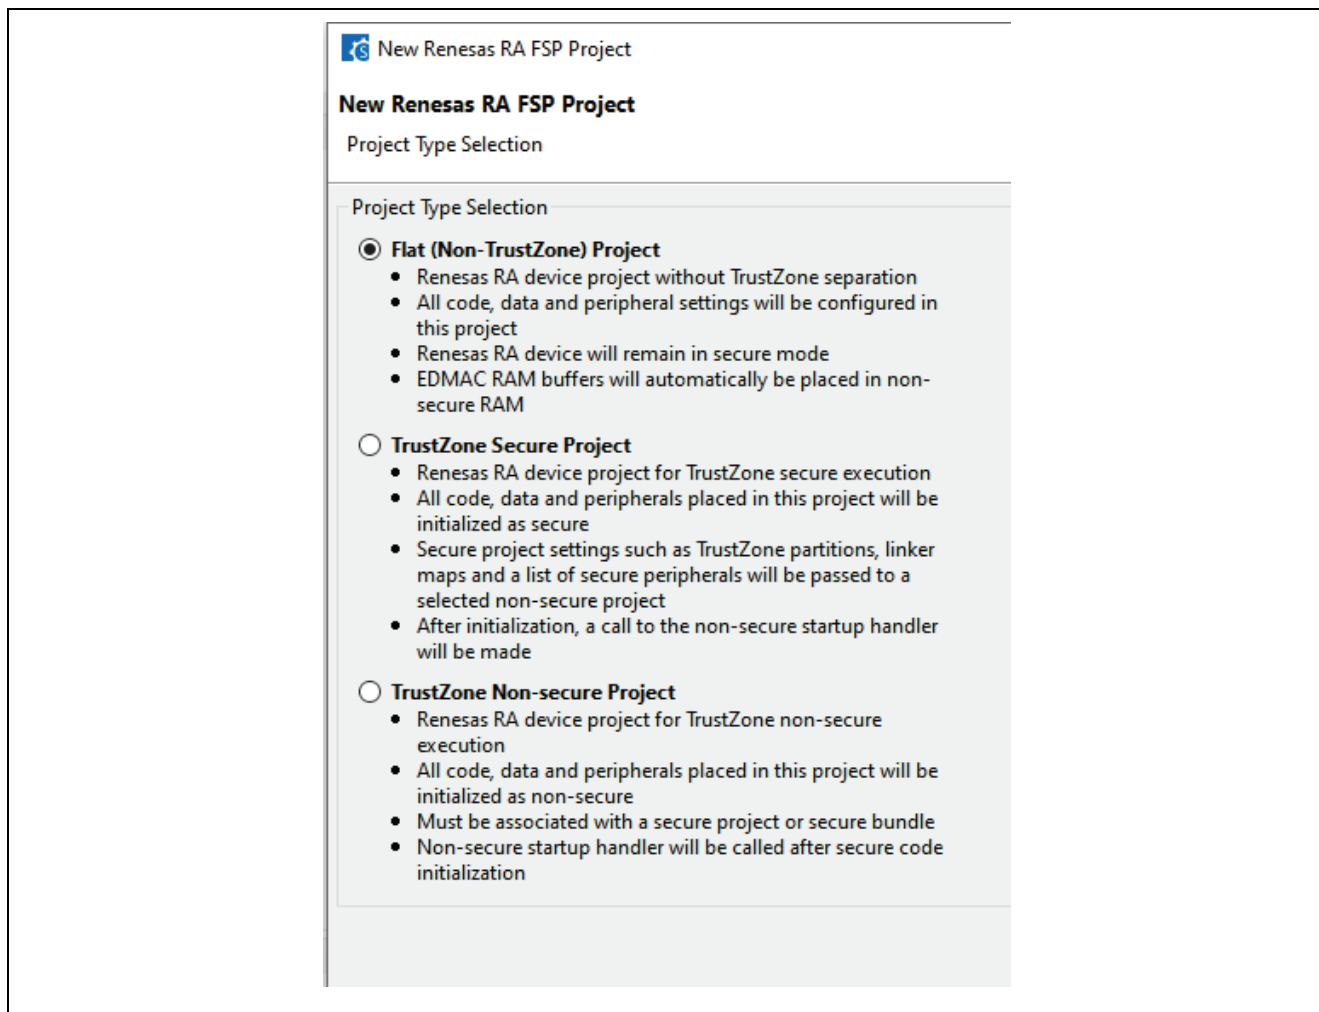 New Renesas RA FSP Project
New Renesas RA FSP Project
Project Type Selection
Project Type Selection
Flat (Non-TrustZone) Project
• Renesas RA device project without TrustZone separation
• All code, data and peripheral settings will be configured in
this project
• Renesas RA device will remain in secure mode
• EDMAC RAM buffers will automatically be placed in non-
secure RAM
TrustZone Secure Project
• Renesas RA device project for TrustZone secure execution
• All code, data and peripherals placed in this project will be
initialized as secure
• Secure project settings such as TrustZone partitions, linker
maps and a list of secure peripherals will be passed to a
selected non-secure project
• After initialization, a call to the non-secure startup handler
will be made
TrustZone Non-secure Project
• Renesas RA device project for TrustZone non-secure
execution
• All code, data and peripherals placed in this project will be
initialized as non-secure
• Must be associated with a secure project or secure bundle
• Non-secure startup handler will be called after secure code
initialization